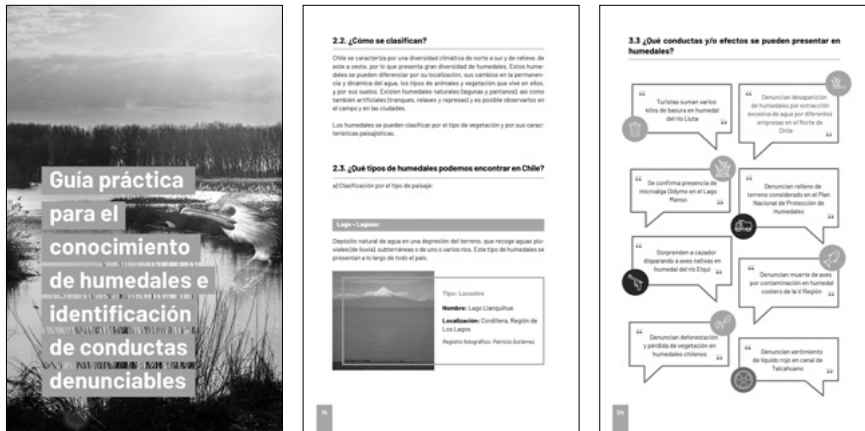 Guía práctica
para el
conocimiento
de humedales e
identificación
de conductas
denunciables
2.2. ¿Cómo se clasifican?
Chile se caracteriza por una diversidad climática de norte a sur y de relieve, de
este a oeste, por lo que presenta gran diversidad de humedales. Estos hume-
dales se pueden diferenciar por su localización, sus cambios en la permanen-
cia y dinámica del agua, los tipos de animales y vegetación que vive en ellos,
y por sus suelos. Existen humedales naturales (lagunas y pantanos), así como
también artificiales (tranques, relaves y represas) y es posible observarlos en
el campo y en las ciudades.
Los humedales se pueden clasificar por el tipo de vegetación y por sus carac-
terísticas paisajísticas.
2.3. ¿Qué tipos de humedales podemos encontrar en Chile?
a) Clasificación por el tipo de paisaje:
Lago – Laguna:
Depósito natural de agua en una depresión del terreno, que recoge aguas plu-
viales (de lluvia), subterráneas o de uno o varios ríos. Este tipo de humedales se
presentan a lo largo de todo el país.
Tipo: Lacustre
Nombre: Lago Llanquihue
Localización: Cordillera, Región de
Los Lagos
Registro fotográfico: Patricio Gutiérrez.
14
3.3 ¿Qué conductas y/o efectos se pueden presentar en
humedales?
Turistas suman varios
kilos de basura en humedal
del río Lluta
Denuncian desaparición
de humedales por extracción
excesiva de agua por diferentes
empresas en el Norte de
Chile
Se confirma presencia de
microalga Didymo en el Lago
Manso
Denuncian relleno de
terreno considerado en el Plan
Nacional de Protección de
Humedales
Sorprenden a cazador
disparando a aves nativas en
humedal del río Elqui
Denuncian muerte de aves
por contaminación en humedal
costero de la V Región
Denuncian deforestación
y pérdida de vegetación en
humedales chilenos
Denuncian vertimiento
de líquido rojo en canal de
Talcahuano
24